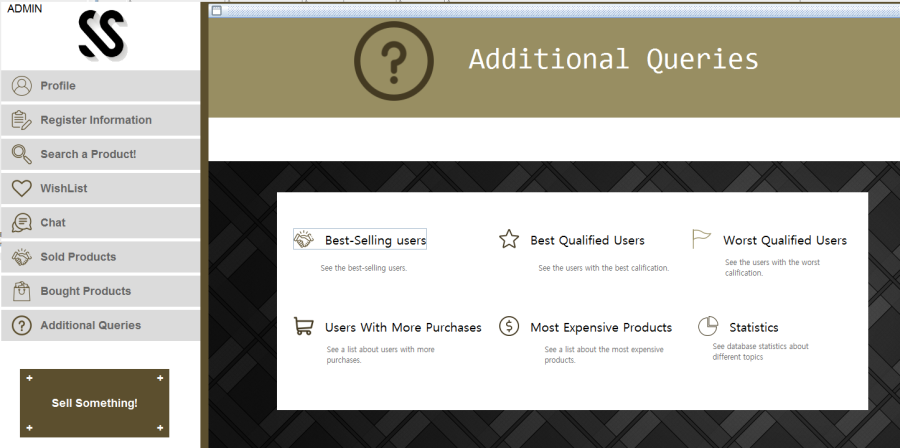 ADMIN
Profile
Register Information
Search a Product!
WishList
Chat
Sold Products
Bought Products
Additional Queries
Sell Something!
Additional Queries
Best-Selling users
See the best-selling users.
Best Qualified Users
See the users with the best calification.
Worst Qualified Users
See the users with the worst
calification.
Users With More Purchases
See a list about users with more
purchases.
Most Expensive Products
See a list about the most expensive
products.
Statistics
See database statistics about
different topics